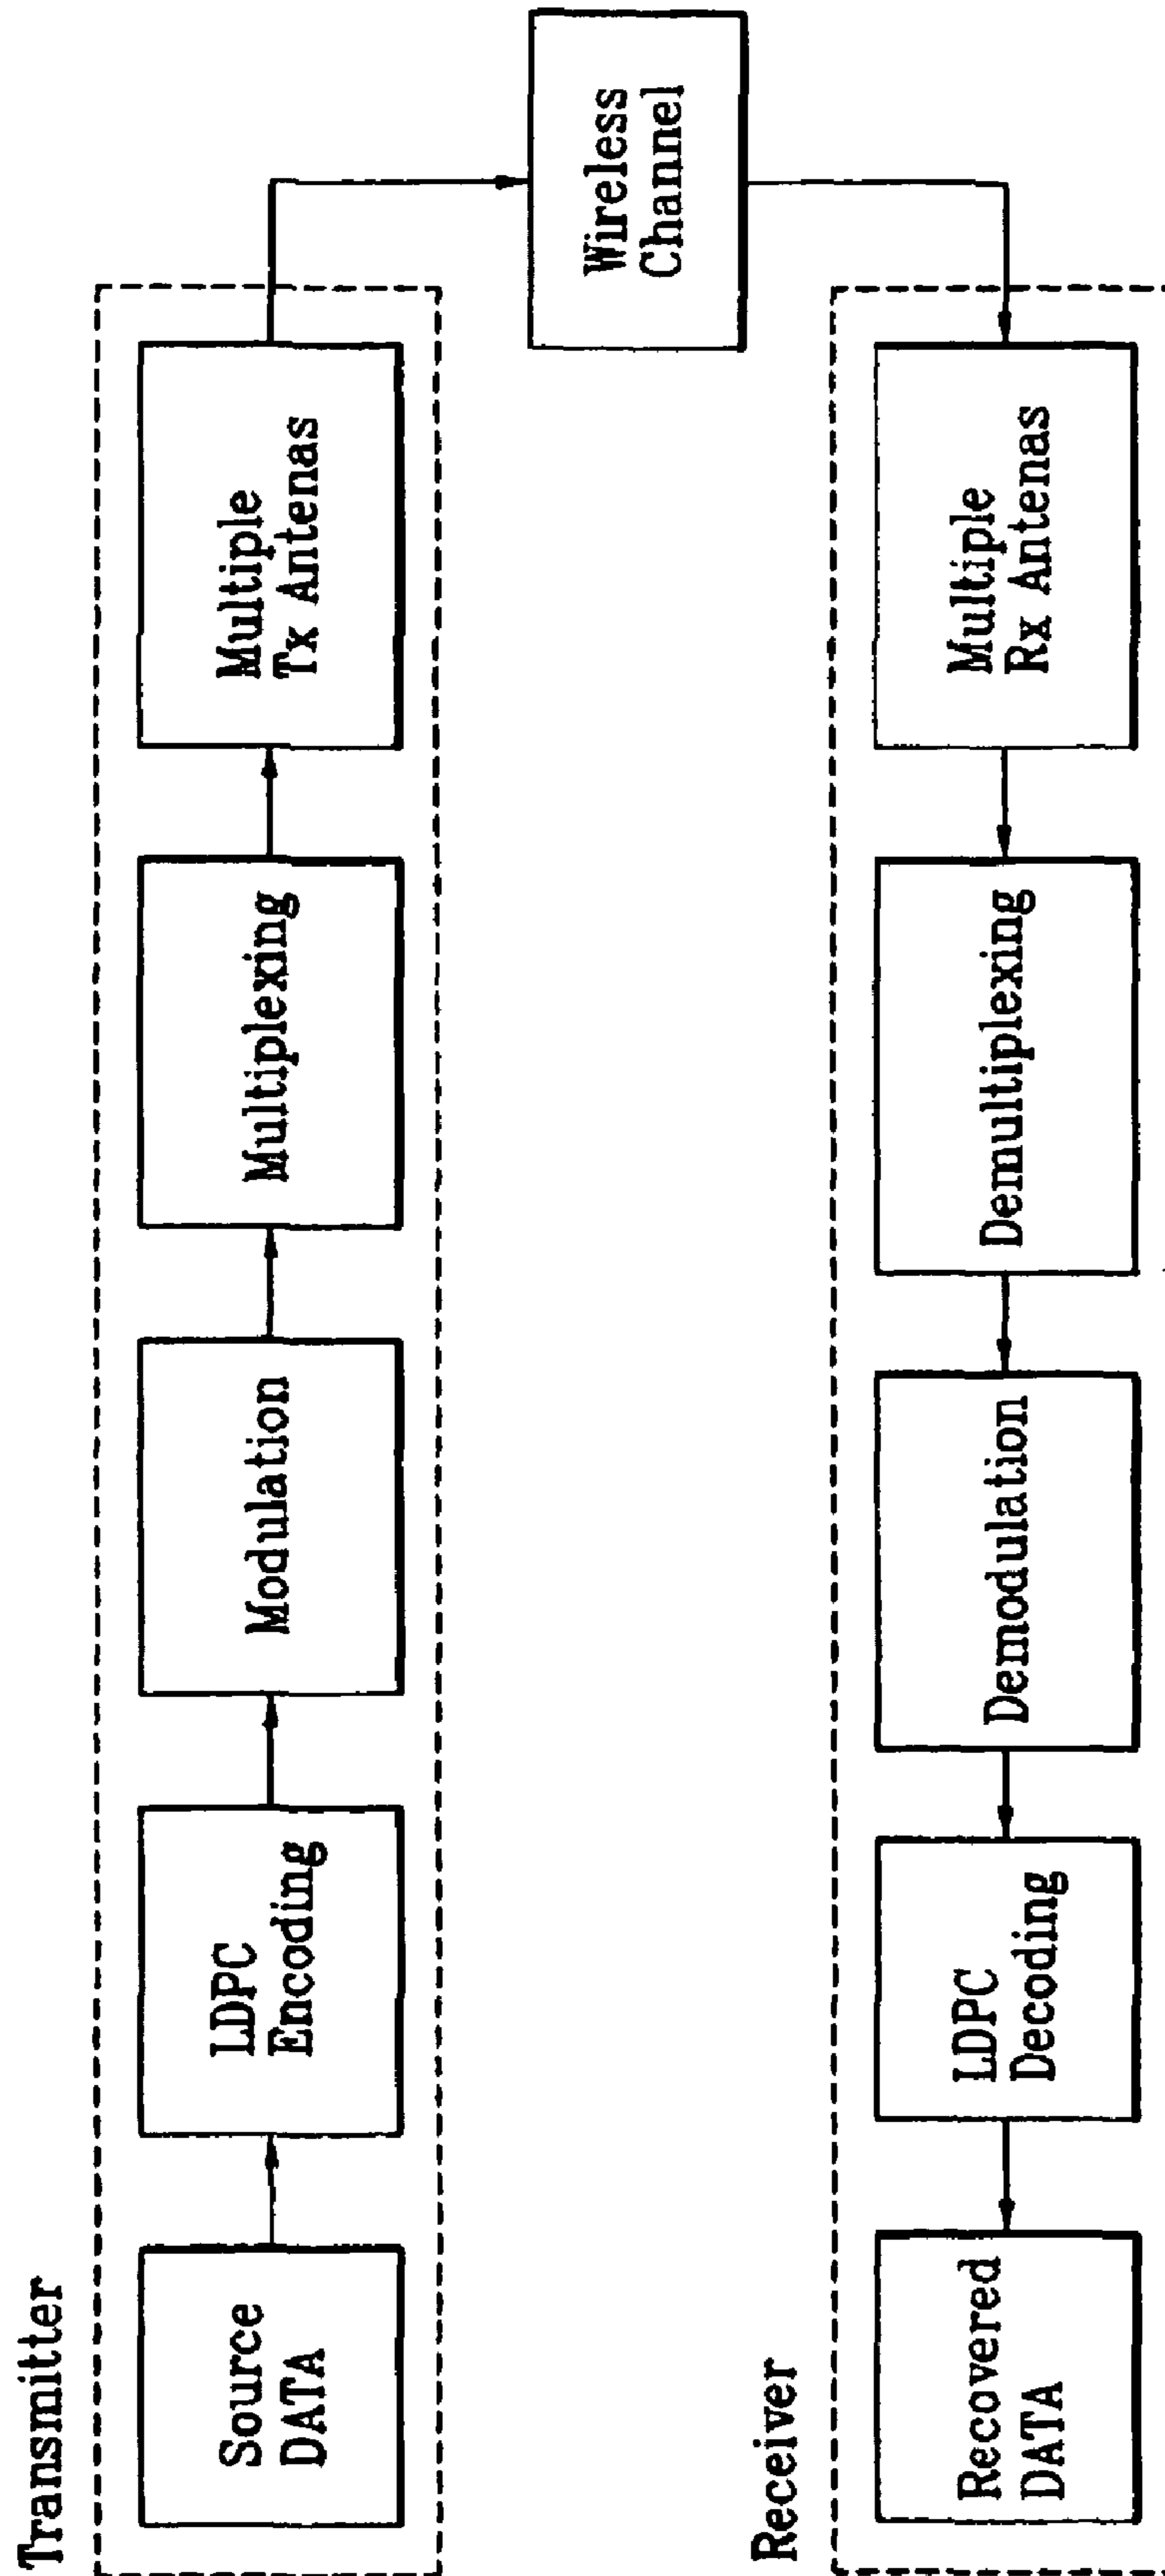 Transmitter
Source
DATA
LDPC
Encoding
Modulation
Multiplexing
Multiple
Tx Antenas
Wireless
Channel
Receiver
Recovered
DATA
LDPC
Decoding
Demodulation
Demultiplexing
Multiple
Rx Antenas